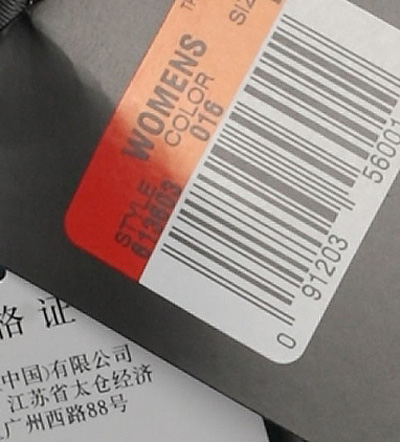 WOMENS
COLOR
016
STYLE
613603
0 91203 56001
格 证
中国)有限公司
江苏省太仓经济
广州西路88号